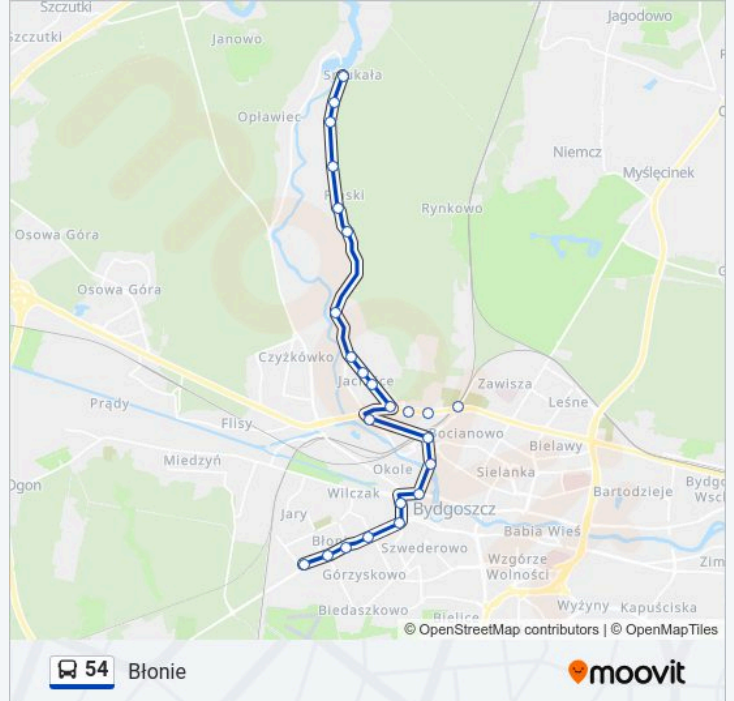 Szczutki
Jagodowo
Szczutki
Janowo
Smukała
Opławiec
Niemcz
Myślęcinek
Piaski
Rynkowo
Osowa Góra
Osowa Góra
Czyżkówko
Jachcice
Zawisza
Leśne
Prądy
Flisy
Bocianowo
Bielawy
Miedzyń
Okole
Sielanka
Wilczak
Bartodzieje
Jary
Bydgoszcz
Babia Wieś
Błonie
Szwederowo
Wzgórze
Wolności
Górzyskowo
Biedaszkowo
Wyżyny
Kapuściska
Bielice
© OpenStreetMap contributors | © OpenMapTiles
54 Błonie
moovit